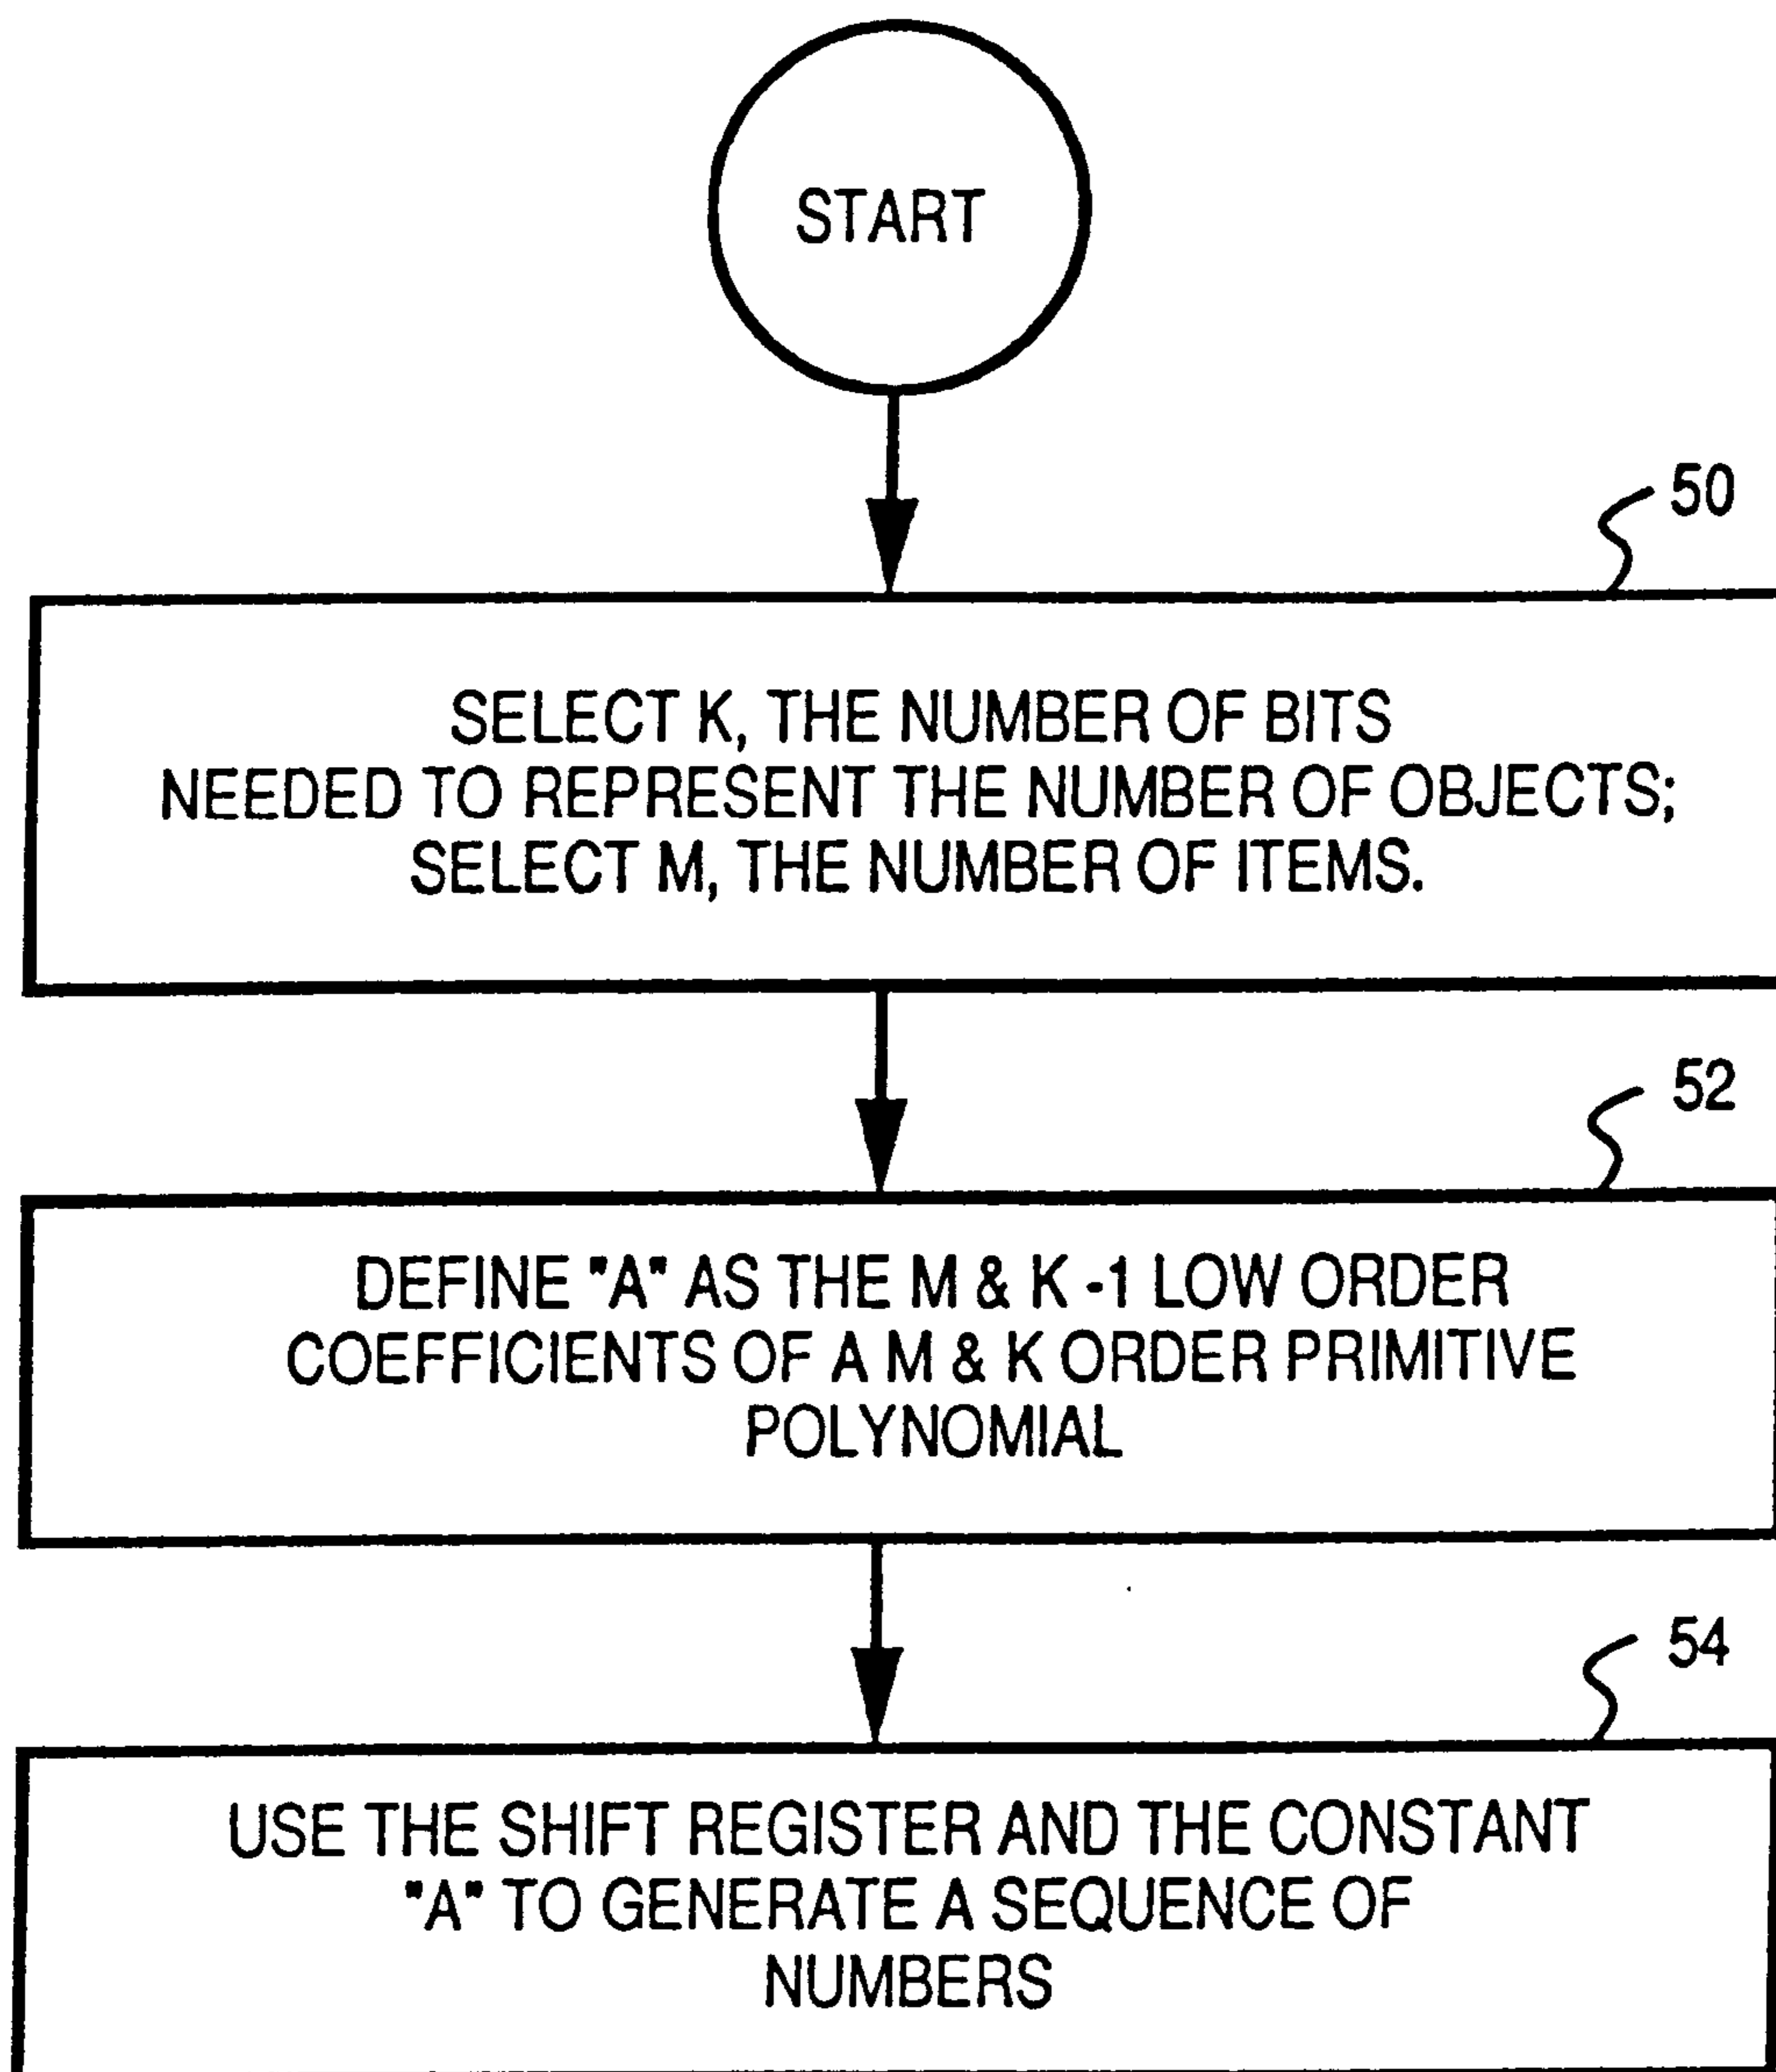 START
50
SELECT K, THE NUMBER OF BITS
NEEDED TO REPRESENT THE NUMBER OF OBJECTS;
SELECT M, THE NUMBER OF ITEMS.
52
DEFINE "A" AS THE M & K -1 LOW ORDER
COEFFICIENTS OF A M & K ORDER PRIMITIVE
POLYNOMIAL
54
USE THE SHIFT REGISTER AND THE CONSTANT
"A" TO GENERATE A SEQUENCE OF
NUMBERS